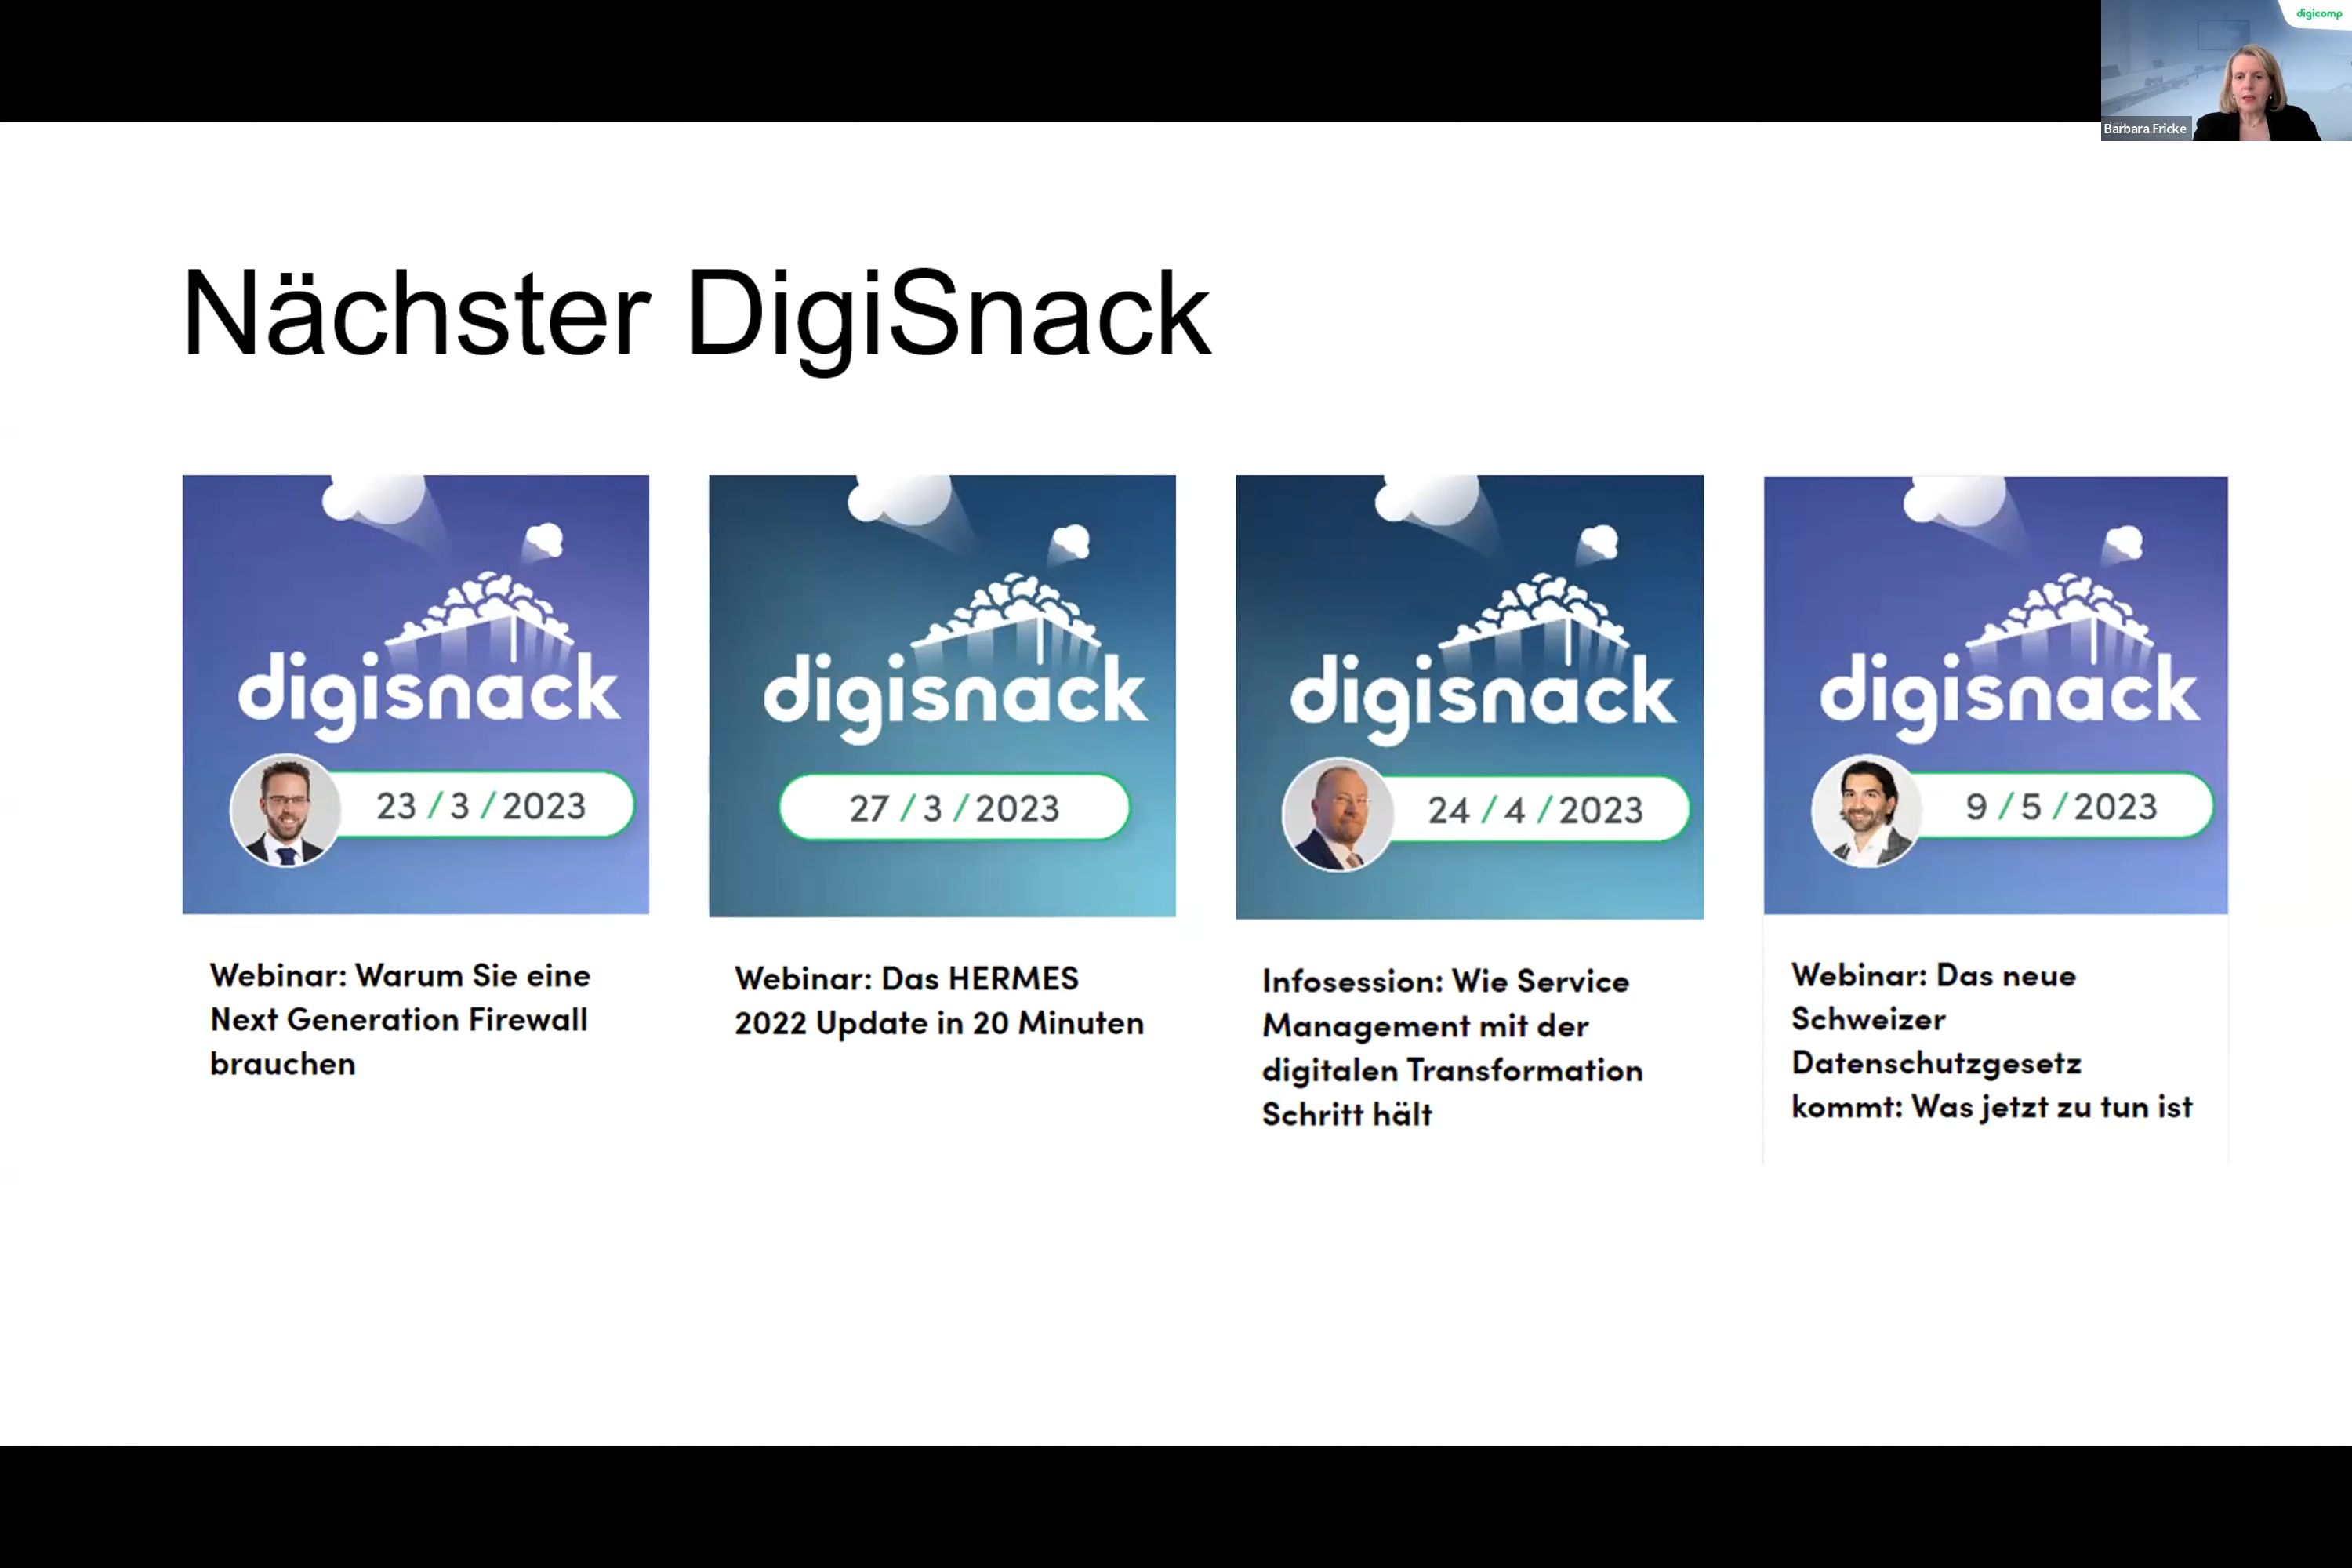 digicomp
Barbara Fricke
Nächster DigiSnack
digisnack
23 / 3 / 2023
Webinar: Warum Sie eine
Next Generation Firewall
brauchen
digisnack
27 / 3 / 2023
Webinar: Das HERMES
2022 Update in 20 Minuten
digisnack
24 / 4 / 2023
Infosession: Wie Service
Management mit der
digitalen Transformation
Schritt hält
digisnack
9 / 5 / 2023
Webinar: Das neue
Schweizer
Datenschutzgesetz
kommt: Was jetzt zu tun ist